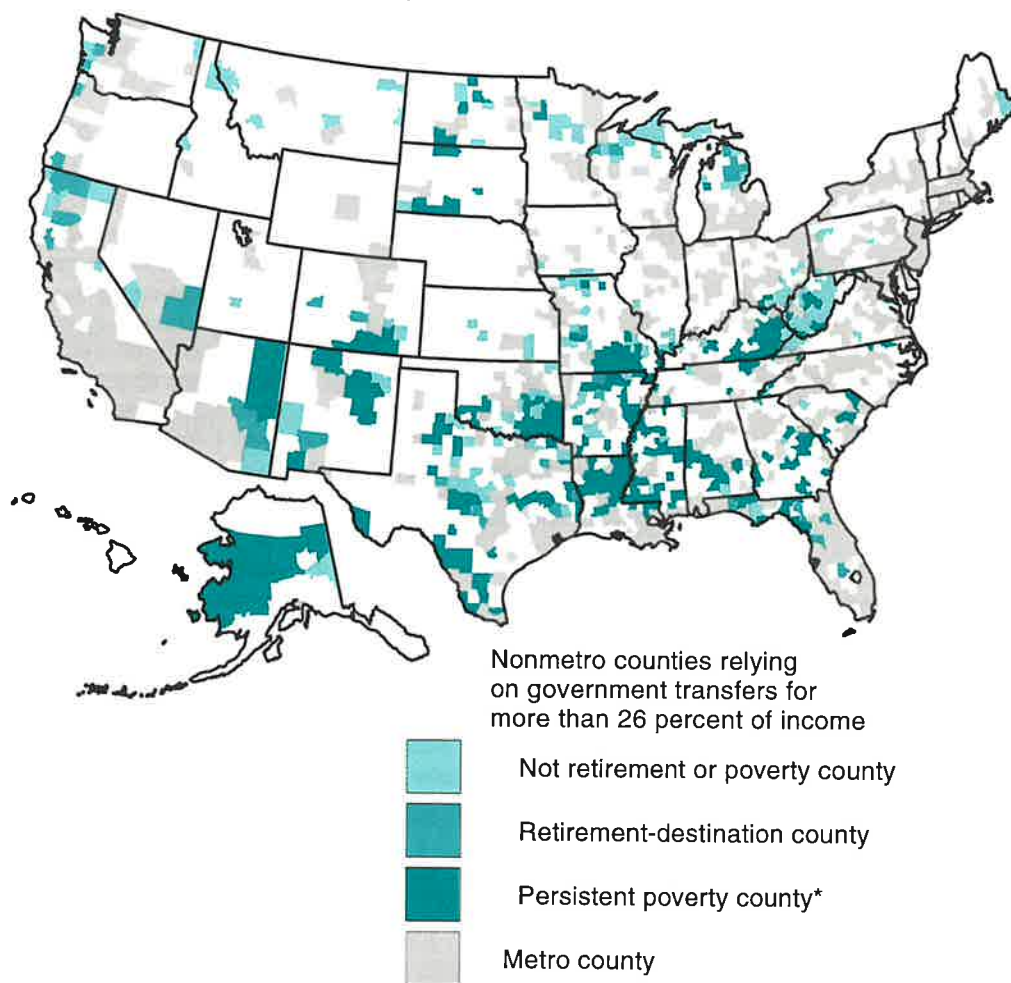 Nonmetro counties relying
on government transfers for
more than 26 percent of income
Not retirement or poverty county
Retirement-destination county
Persistent poverty county*
Metro county